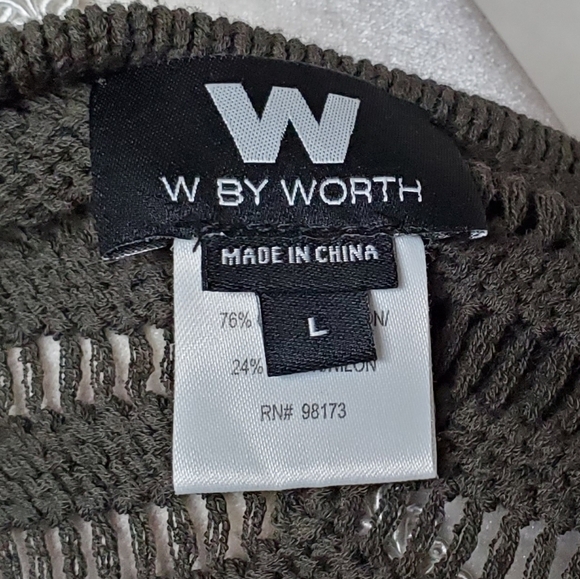 W
W BY WORTH
MADE IN CHINA
L
76%
24%
RN# 98173